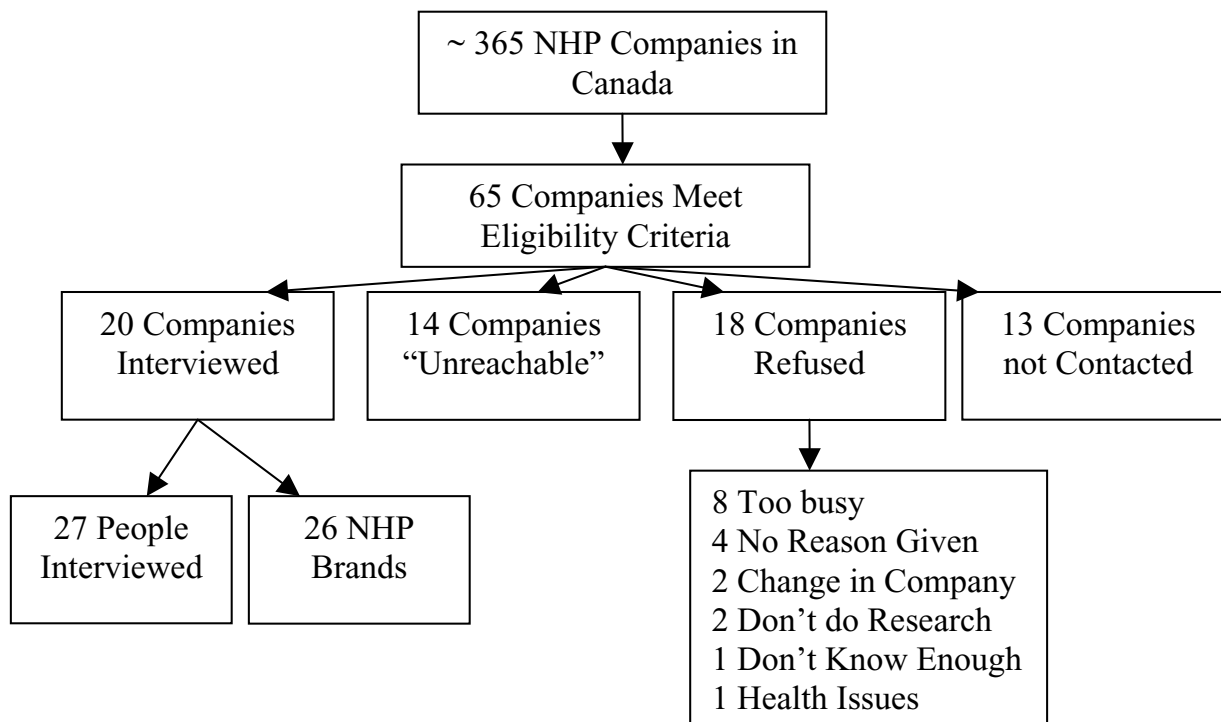 ~ 365 NHP Companies in
Canada
65 Companies Meet
Eligibility Criteria
20 Companies
Interviewed
14 Companies
“Unreachable”
18 Companies
Refused
13 Companies
not Contacted
27 People
Interviewed
26 NHP
Brands
8 Too busy
4 No Reason Given
2 Change in Company
2 Don’t do Research
1 Don’t Know Enough
1 Health Issues